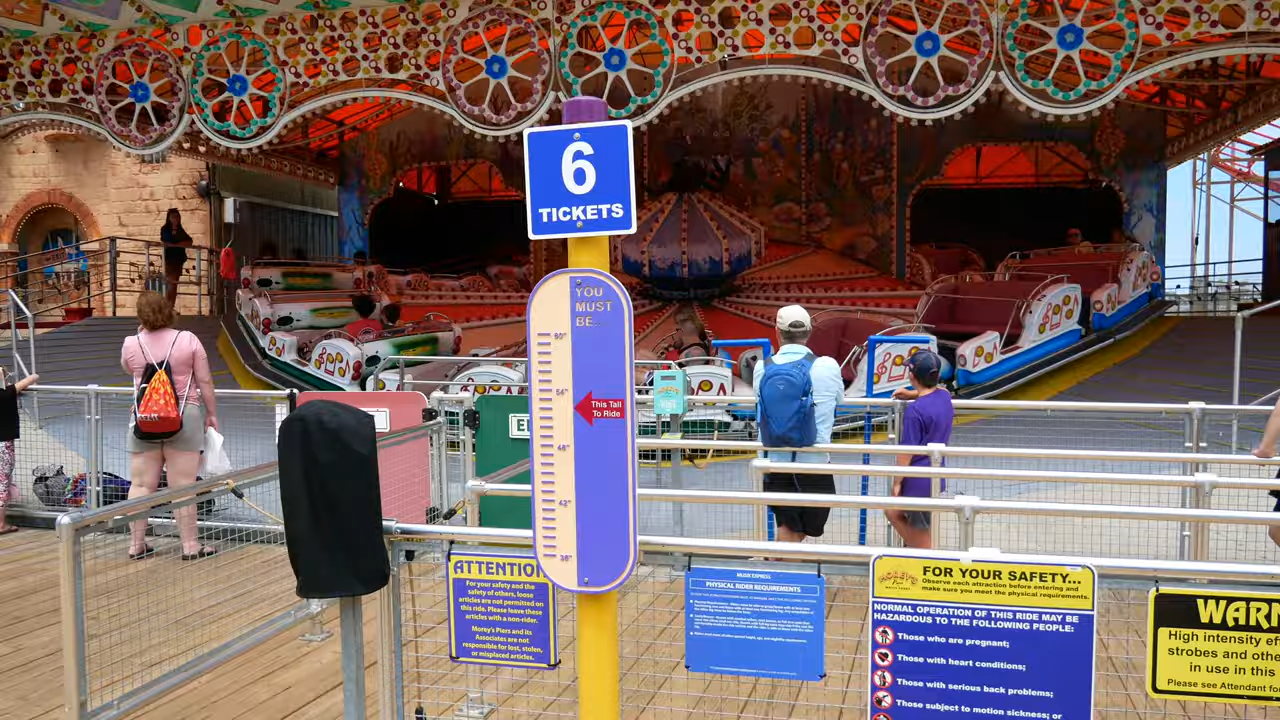 6
TICKETS
YOU
MUST
BE...
60"
54"
This Tall
To Ride
48"
42"
36"
ATTENTION
For your safety and the
safety of others, loose
articles are not permitted on
this ride. Please leave them
articles with a non-rider.
Morey's Piers and its
Associates are not
responsible for lost, stolen,
or misplaced articles.
MUSIK EXPRESS
PHYSICAL RIDER REQUIREMENTS
MOREY'S
FOR YOUR SAFETY...
Observe each attraction before entering and
make sure you meet the physical requirements.
NORMAL OPERATION OF THIS RIDE MAY BE
HAZARDOUS TO THE FOLLOWING PEOPLE:
Those who are pregnant;
Those with heart conditions;
Those with serious back problems;
Those subject to motion sickness; or
WARN
High intensity ef
strobes and othe
in use in this
Please see Attendant fo